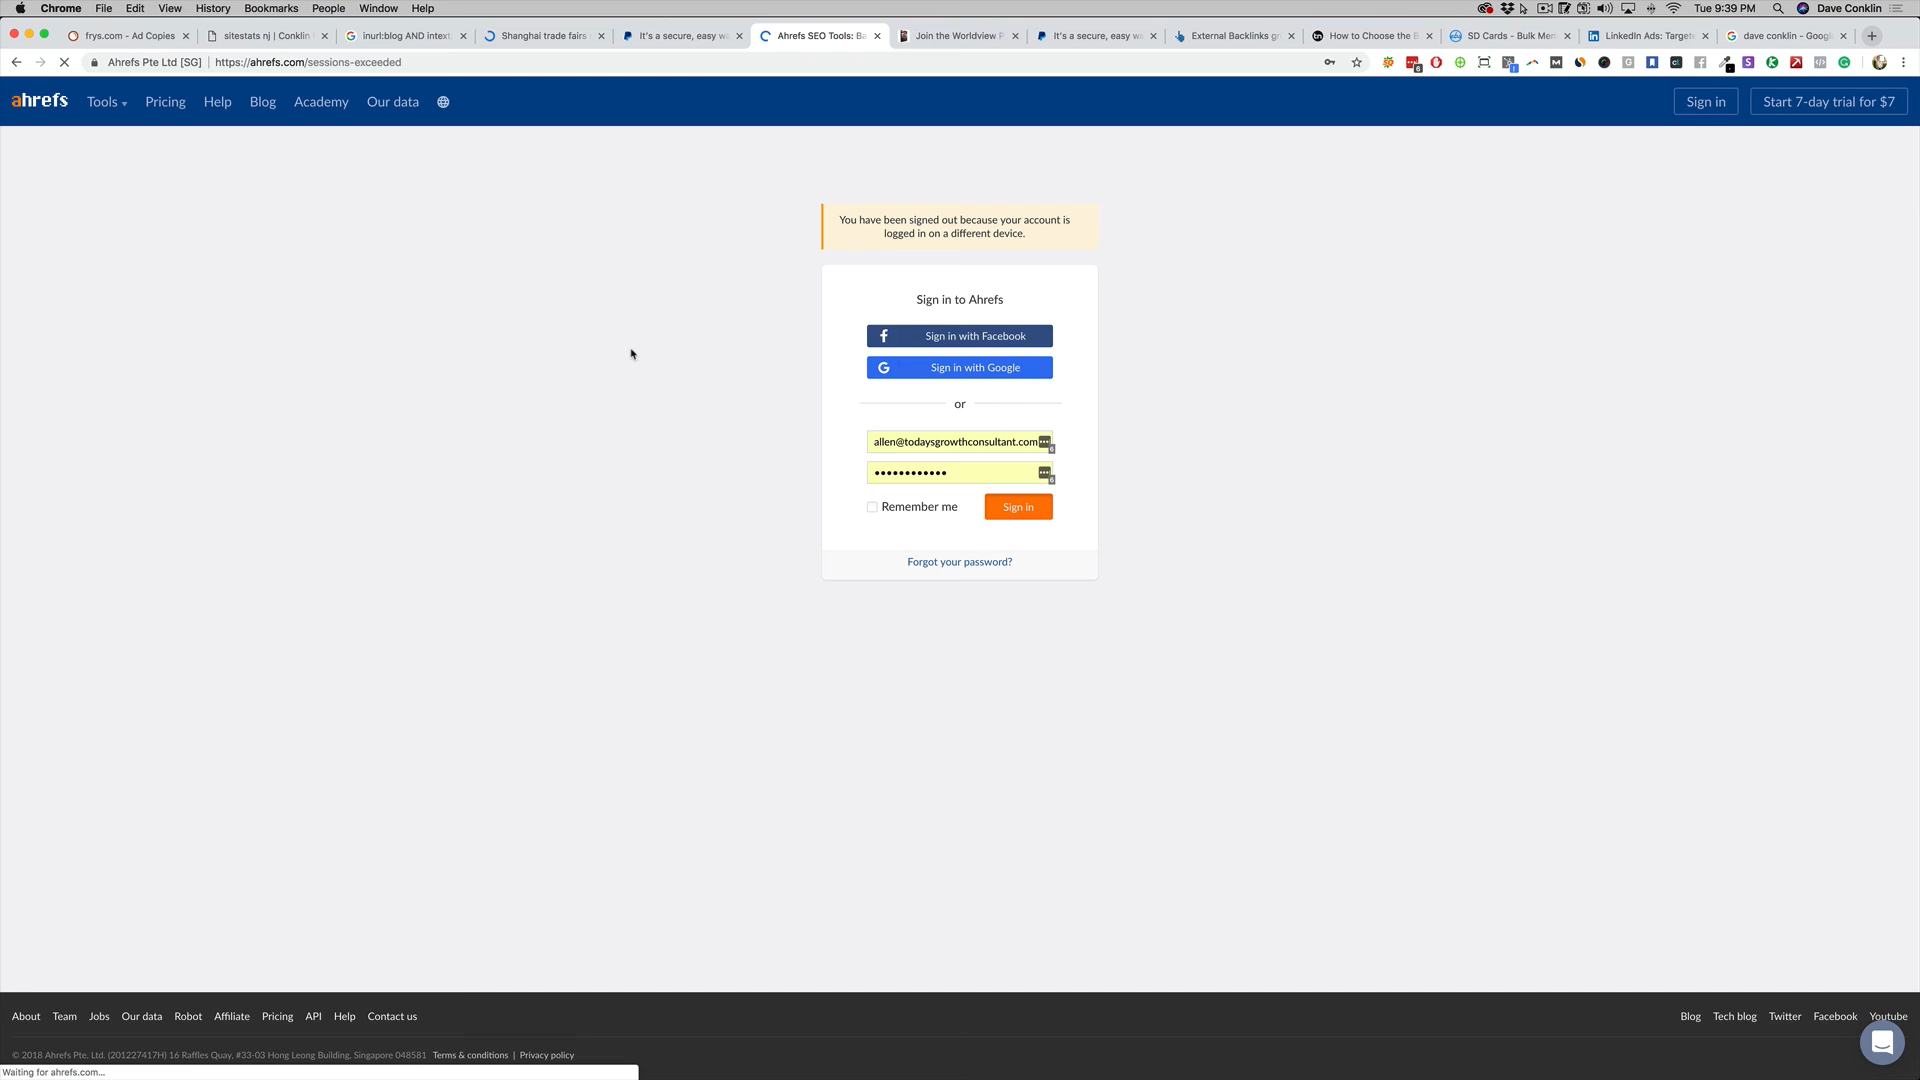 Chrome File Edit View History Bookmarks People Window Help
Tue 9:39 PM Dave Conklin
frys.com - Ad Copies
sitestats nj | Conklin
inurl:blog AND intext:
Shanghai trade fairs
It's a secure, easy wa
Ahrefs SEO Tools: Ba
Join the Worldview P
It's a secure, easy wa
External Backlinks gr
How to Choose the B
SD Cards - Bulk Mem
LinkedIn Ads: Target
dave conklin - Googl
Ahrefs Pte Ltd [SG] | https://ahrefs.com/sessions-exceeded
ahrefs Tools Pricing Help Blog Academy Our data Sign in Start 7-day trial for $7
You have been signed out because your account is
logged in on a different device.
Sign in to Ahrefs
Sign in with Facebook
Sign in with Google
or
allen@todaysgrowthconsultant.com
••••••••••••
Remember me Sign in
Forgot your password?
About Team Jobs Our data Robot Affiliate Pricing API Help Contact us Blog Tech blog Twitter Facebook Youtube
© 2018 Ahrefs Pte. Ltd. (201227417H) 16 Raffles Quay, #33-03 Hong Leong Building, Singapore 048581 Terms & conditions | Privacy policy
Waiting for ahrefs.com...